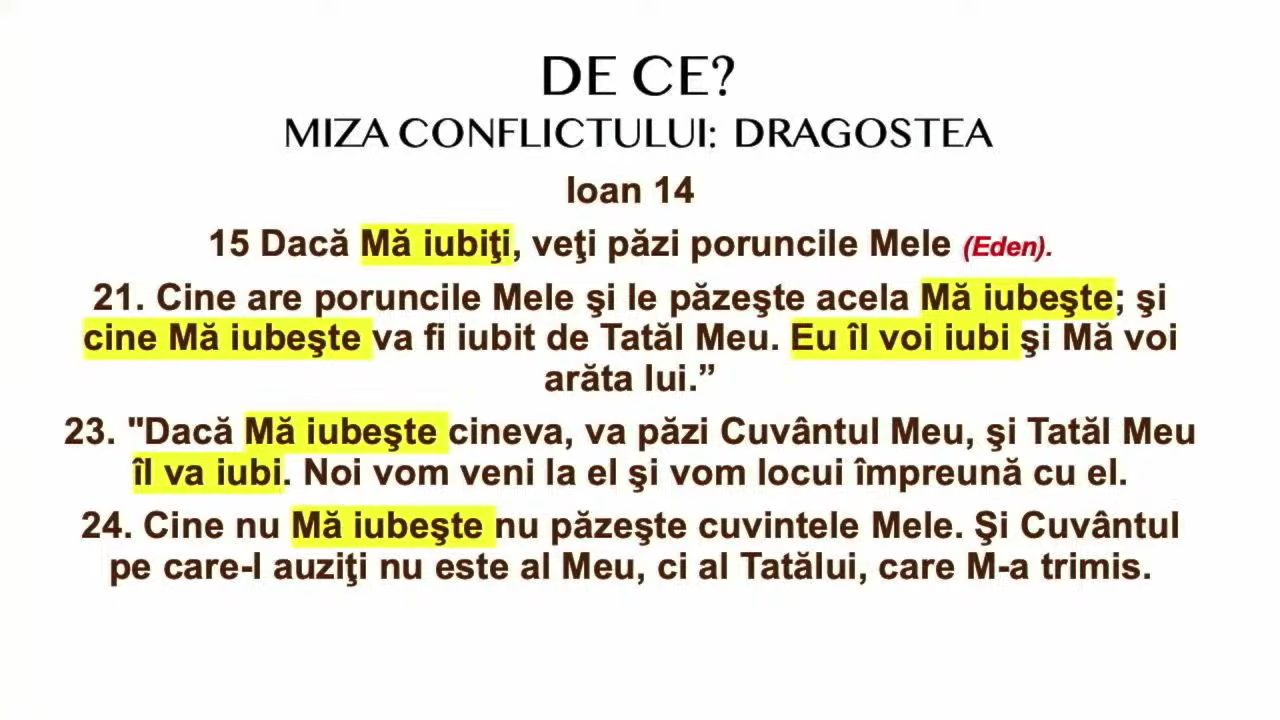 DE CE?
MIZA CONFLICTULUI: DRAGOSTEA
Ioan 14
15 Dacă Mă iubiţi, veţi păzi poruncile Mele (Eden).
21. Cine are poruncile Mele şi le păzeşte acela Mă iubeşte; şi
cine Mă iubeşte va fi iubit de Tatăl Meu. Eu îl voi iubi şi Mă voi
arăta lui.”
23. "Dacă Mă iubeşte cineva, va păzi Cuvântul Meu, şi Tatăl Meu
îl va iubi. Noi vom veni la el şi vom locui împreună cu el.
24. Cine nu Mă iubeşte nu păzeşte cuvintele Mele. Şi Cuvântul
pe care-l auziţi nu este al Meu, ci al Tatălui, care M-a trimis.